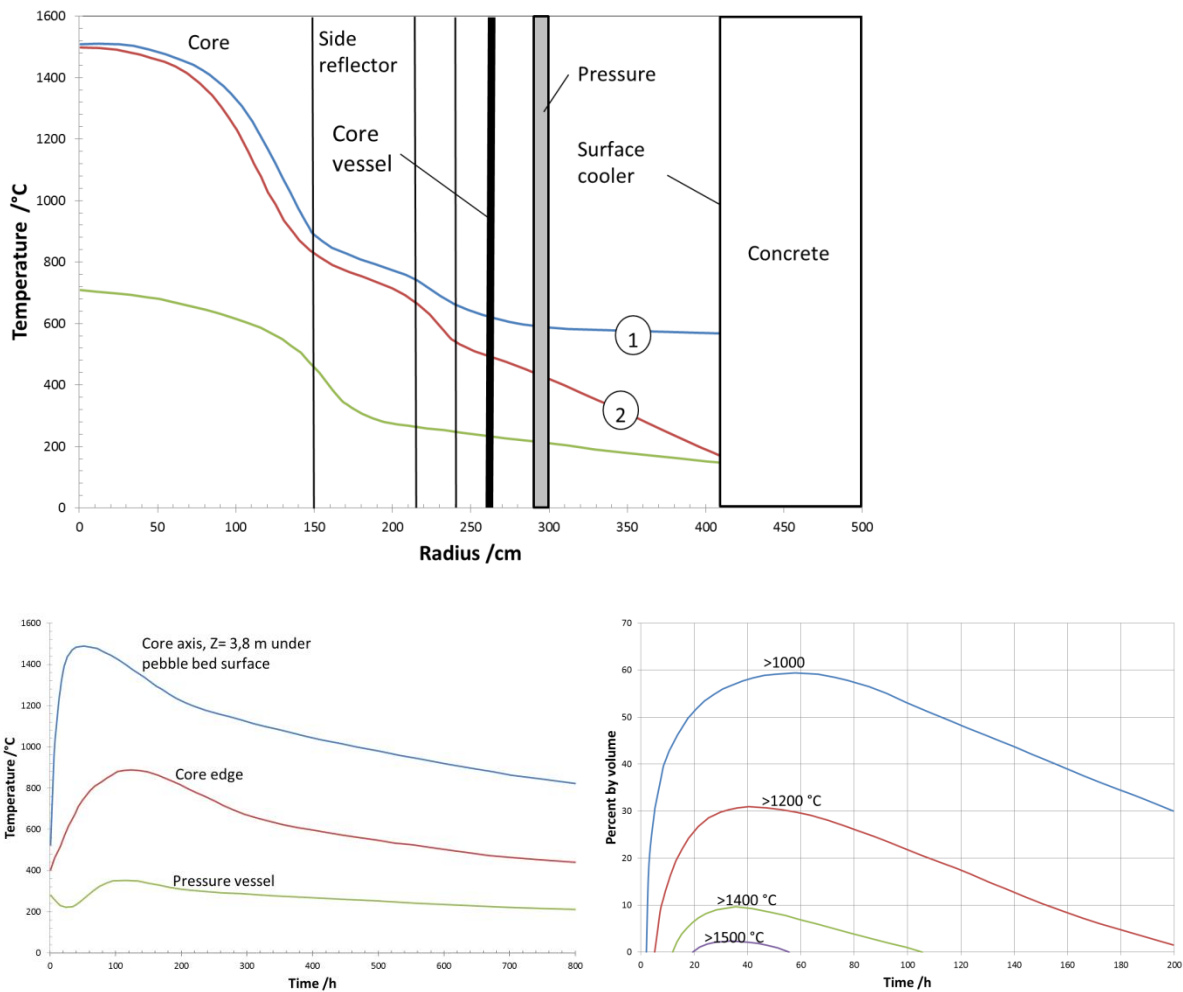 1600
1400
1200
1000
800
600
400
200
0
Temperature /°C
Core
Side
reflector
Core
vessel
Pressure
Surface
cooler
Concrete
1
2
0
50
100
150
200
250
300
350
400
450
500
Radius /cm
1600
1400
1200
1000
800
600
400
200
0
Temperature /°C
Core axis, Z= 3,8 m under
pebble bed surface
Core edge
Pressure vessel
0
100
200
300
400
500
600
700
800
Time /h
70
60
50
40
30
20
10
0
Percent by volume
>1000
>1200 °C
>1400 °C
>1500 °C
0
20
40
60
80
100
120
140
160
180
200
Time /h